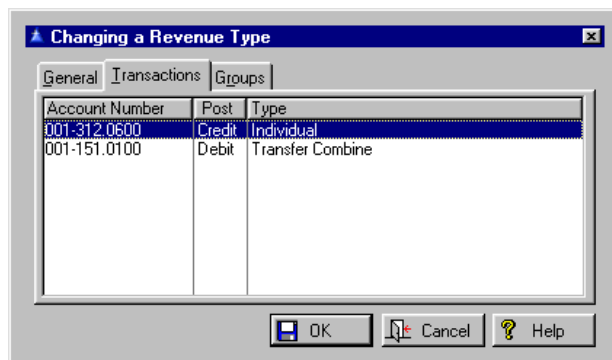 Changing a Revenue Type
General Transactions Groups
Account Number Post Type
001-312.0600 Credit Individual
001-151.0100 Debit Transfer Combine
OK Cancel Help